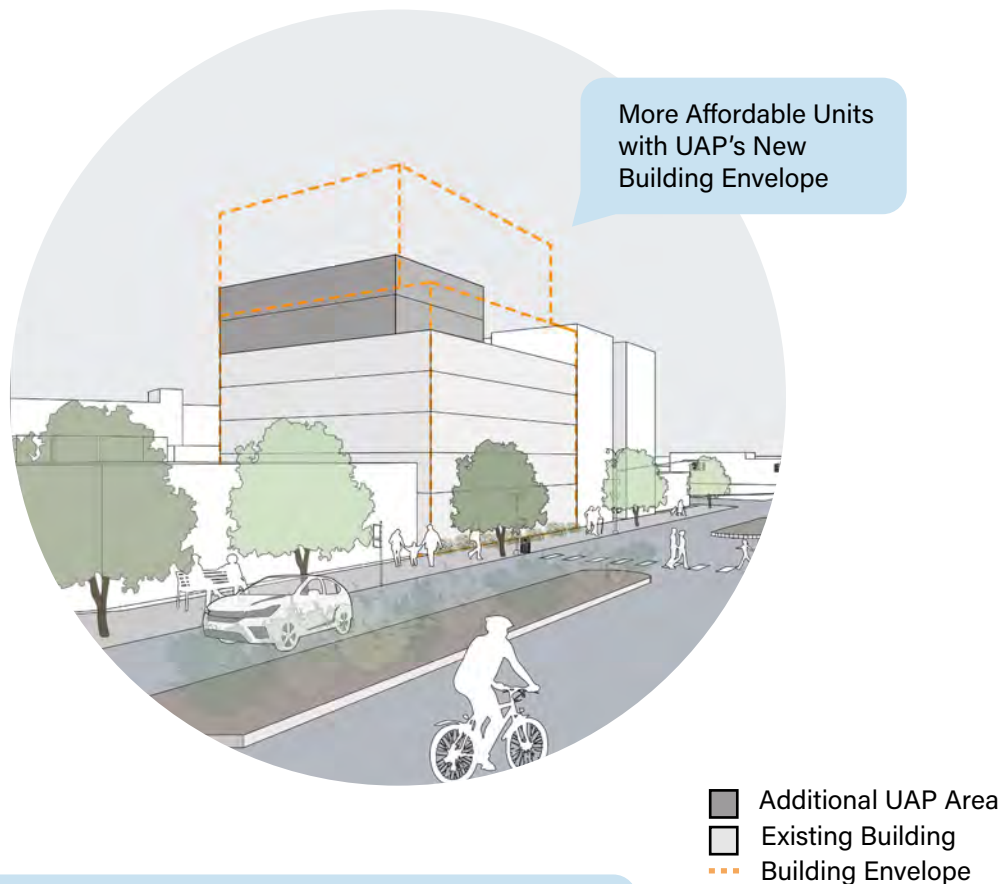 More Affordable Units
with UAP's New
Building Envelope
Additional UAP Area
Existing Building
Building Envelope